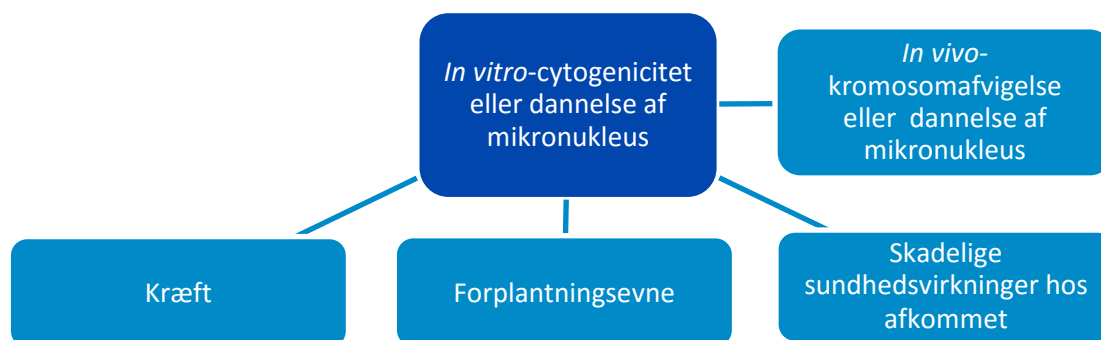 In vitro-cytogenicitet
eller dannelse af
mikronukleus
In vivo-
kromosomafvigelse
eller dannelse af
mikronukleus
Kræft
Forplantningsevne
Skadelige
sundhedsvirkninger hos
afkommet